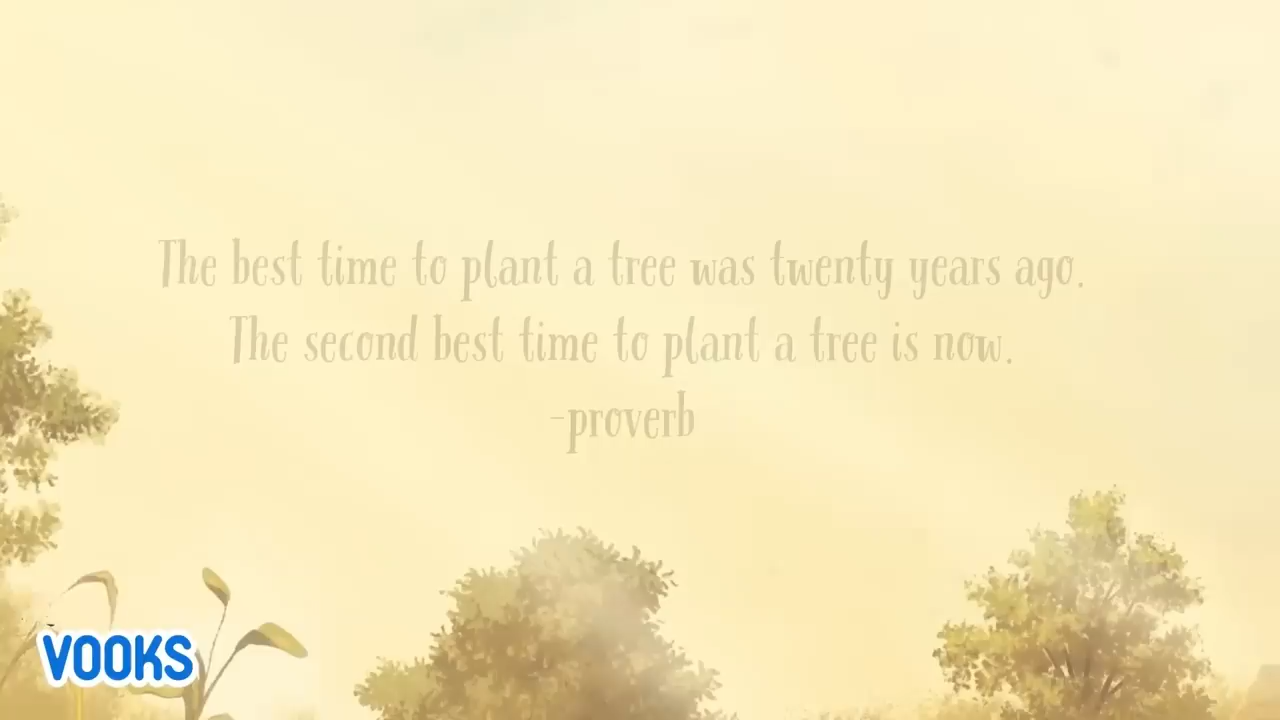 The best time to plant a tree was twenty years ago.
The second best time to plant a tree is now.
-proverb
VOOKS